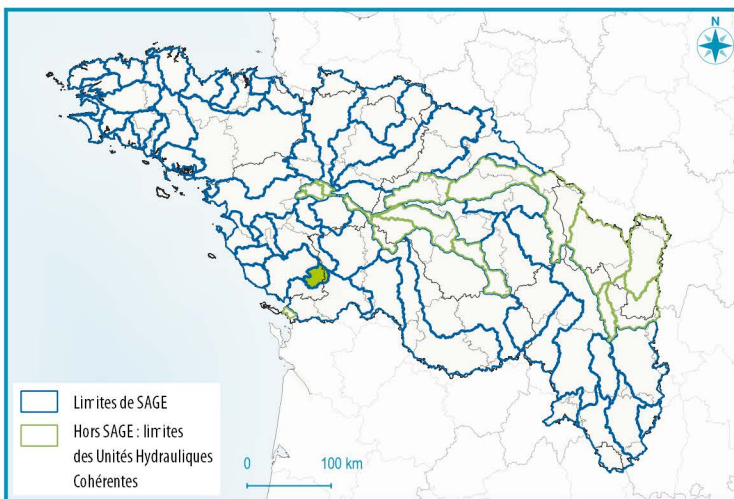 N
Limites de SAGE
Hors SAGE : limites
des Unités Hydrauliques
Cohérentes
0 100 km